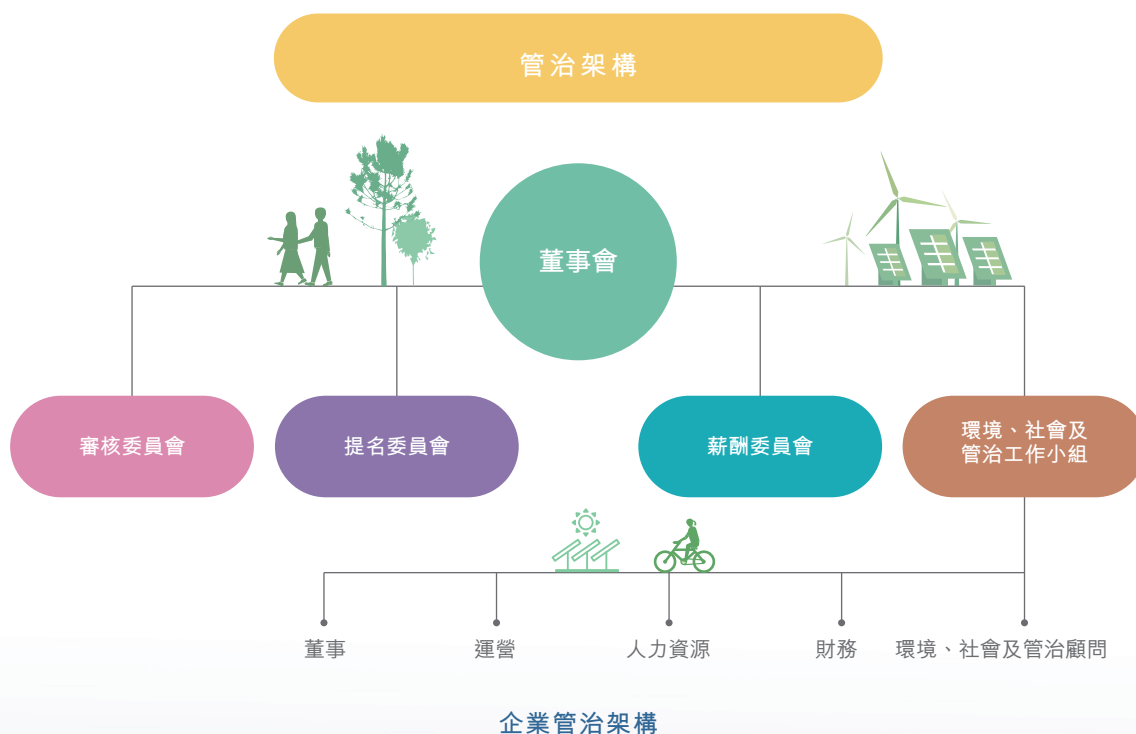 管治架構
董事會
審核委員會
提名委員會
薪酬委員會
環境、社會及
管治工作小組
董事
運營
人力資源
財務
環境、社會及管治顧問
企業管治架構